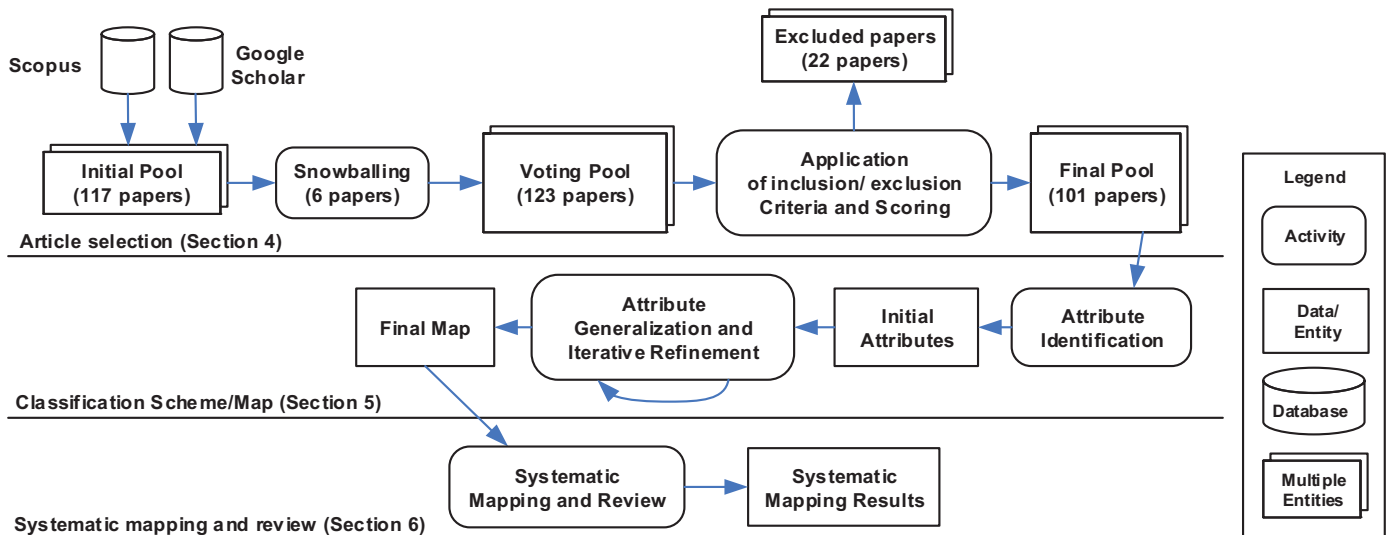 Scopus
Google
Scholar
Excluded papers
(22 papers)
Initial Pool
(117 papers)
Snowballing
(6 papers)
Voting Pool
(123 papers)
Application
of inclusion/ exclusion
Criteria and Scoring
Final Pool
(101 papers)
Article selection (Section 4)
Final Map
Attribute
Generalization and
Iterative Refinement
Initial
Attributes
Attribute
Identification
Classification Scheme/Map (Section 5)
Systematic
Mapping and Review
Systematic
Mapping Results
Systematic mapping and review (Section 6)
Legend
Activity
Data/
Entity
Database
Multiple
Entities